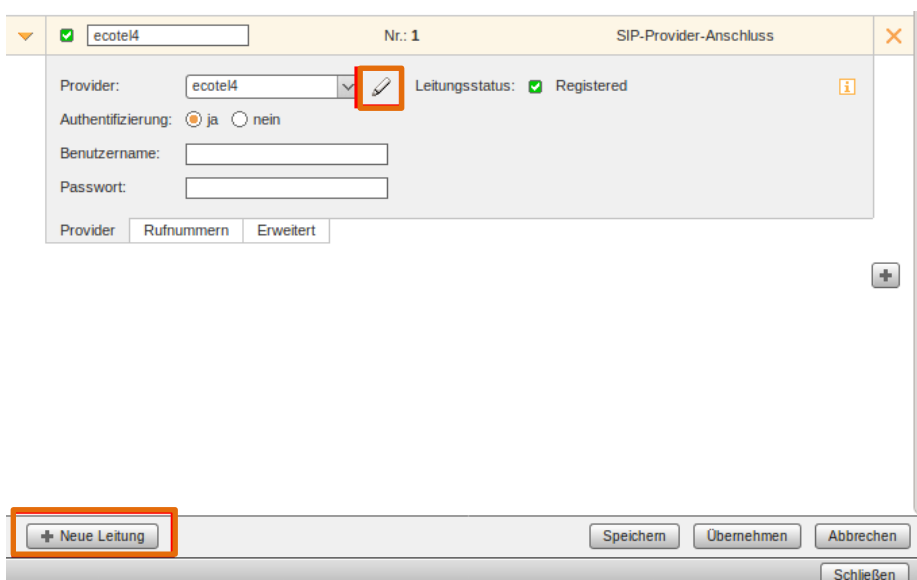 ecotel4 Nr.: 1 SIP-Provider-Anschluss
Provider: ecotel4 Leitungsstatus: Registered
Authentifizierung: ja nein
Benutzername:
Passwort:
Provider Rufnummern Erweitert
Neue Leitung Speichern Übernehmen Abbrechen
Schließen